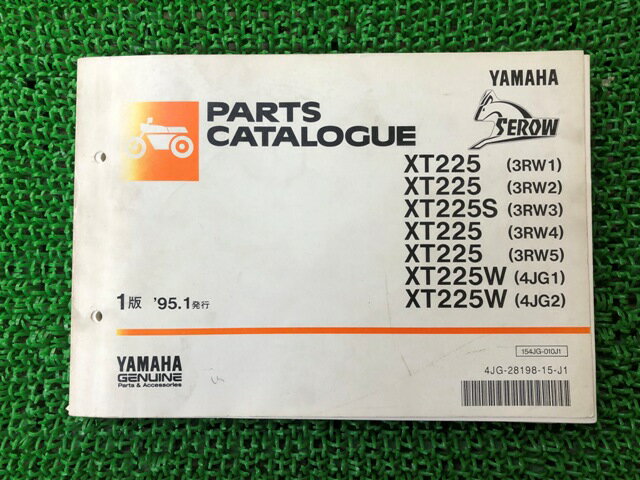 YAMAHA
SEROW
PARTS
CATALOGUE
XT225 (3RW1)
XT225 (3RW2)
XT225S (3RW3)
XT225 (3RW4)
XT225 (3RW5)
XT225W (4JG1)
XT225W (4JG2)
1版 '95.1発行
154JG-010J1
YAMAHA
GENUINE
Parts & Accessories
4JG-28198-15-J1